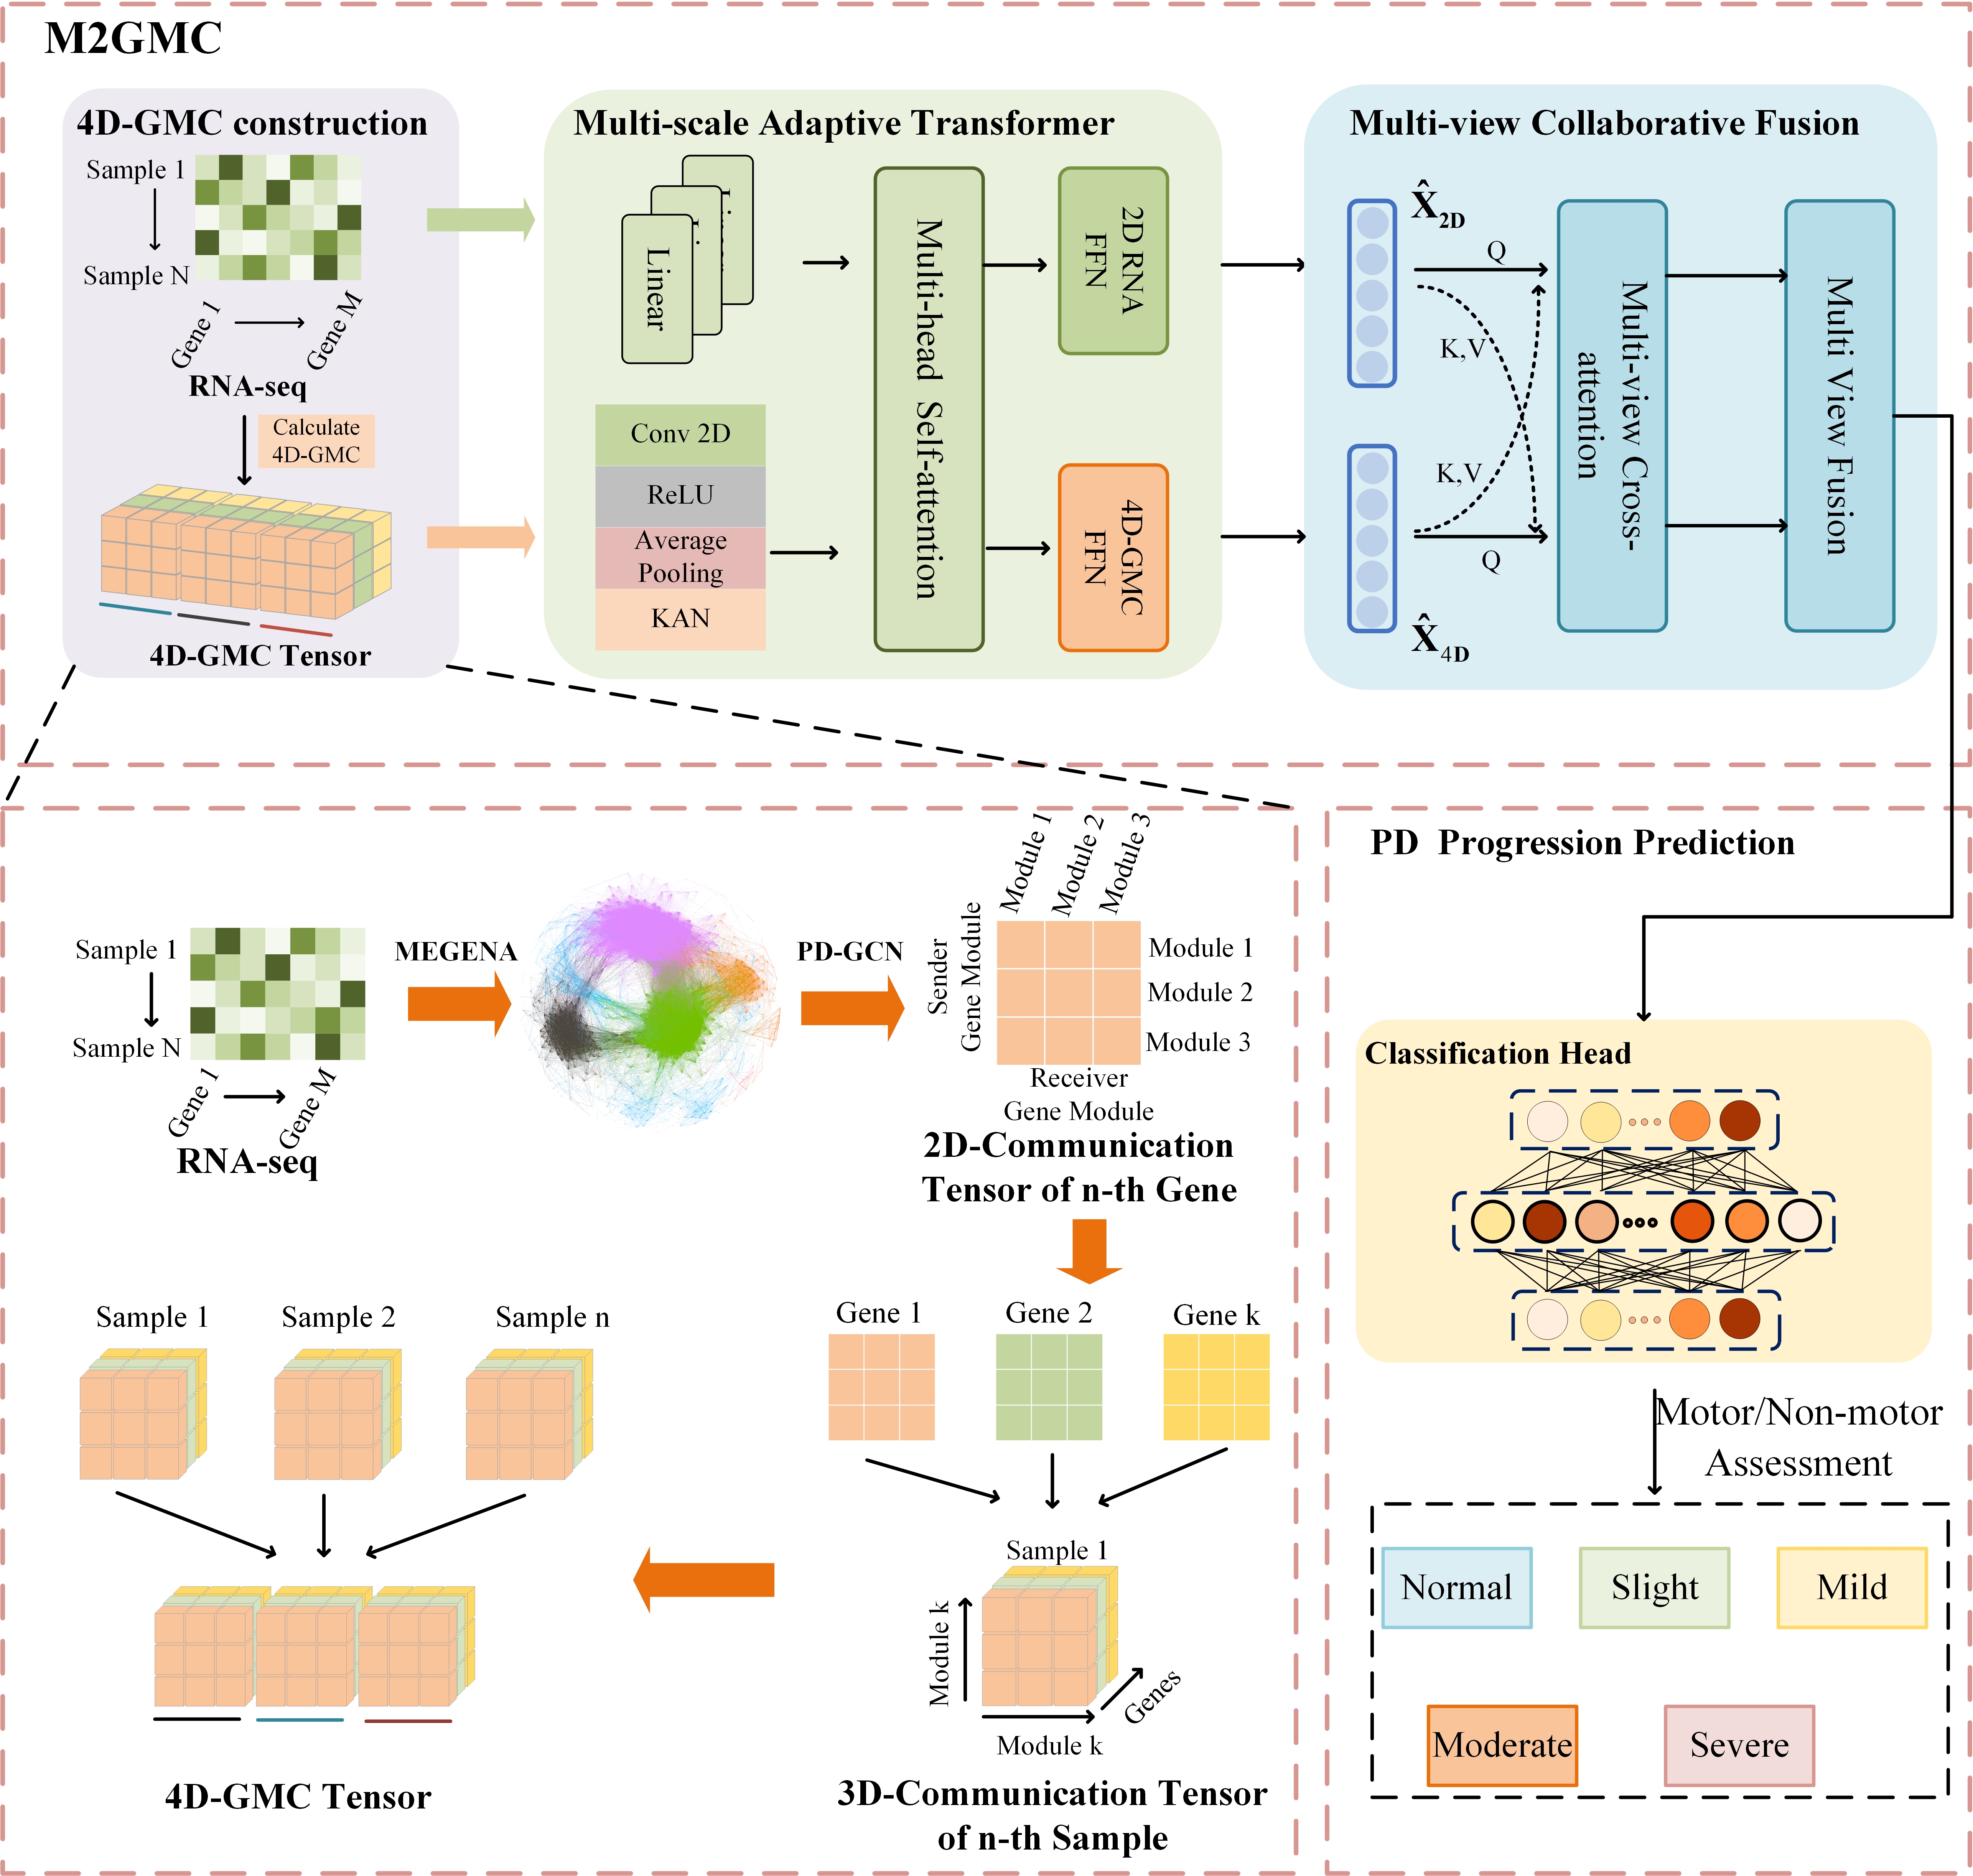 M2GMC
4D-GMC construction
Sample 1
Sample N
Gene 1
Gene M
RNA-seq
Calculate
4D-GMC
4D-GMC Tensor
Multi-scale Adaptive Transformer
Linear
Conv 2D
ReLU
Average
Pooling
KAN
Multi-head Self-attention
2D RNA
FFN
4D-GMC
FFN
Multi-view Collaborative Fusion
X̂2D
Q
K,V
K,V
Q
X̂4D
Multi-view Cross-
attention
Multi View Fusion
Sample 1
Sample N
Gene 1
Gene M
RNA-seq
MEGENA
PD-GCN
Module 1
Module 2
Module 3
Sender
Gene Module
Module 1
Module 2
Module 3
Receiver
Gene Module
2D-Communication
Tensor of n-th Gene
Gene 1
Gene 2
Gene k
Sample 1
Module k
Genes
Module k
3D-Communication Tensor
of n-th Sample
Sample 1
Sample 2
Sample n
4D-GMC Tensor
PD Progression Prediction
Classification Head
Motor/Non-motor
Assessment
Normal
Slight
Mild
Moderate
Severe